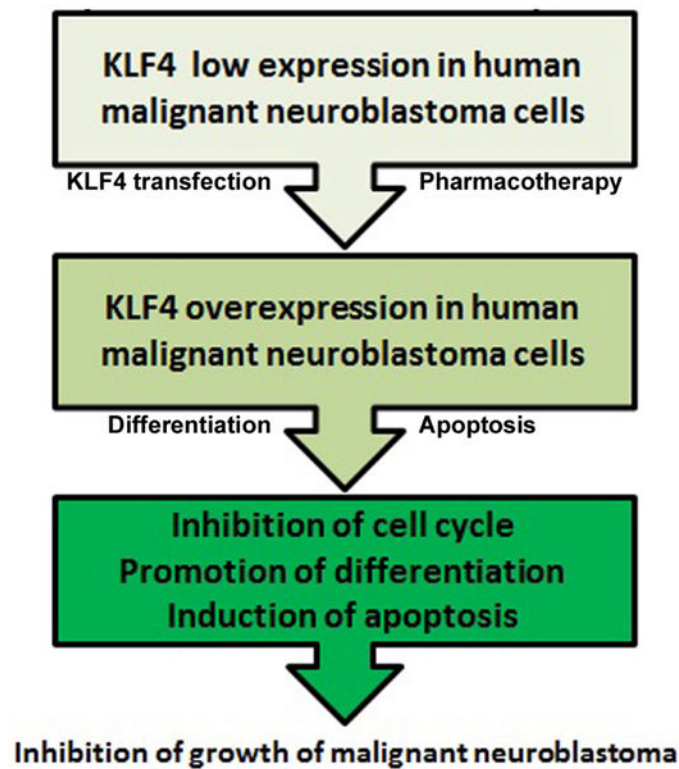 KLF4 low expression in human
malignant neuroblastoma cells
KLF4 transfection
Pharmacotherapy
KLF4 overexpression in human
malignant neuroblastoma cells
Differentiation
Apoptosis
Inhibition of cell cycle
Promotion of differentiation
Induction of apoptosis
Inhibition of growth of malignant neuroblastoma